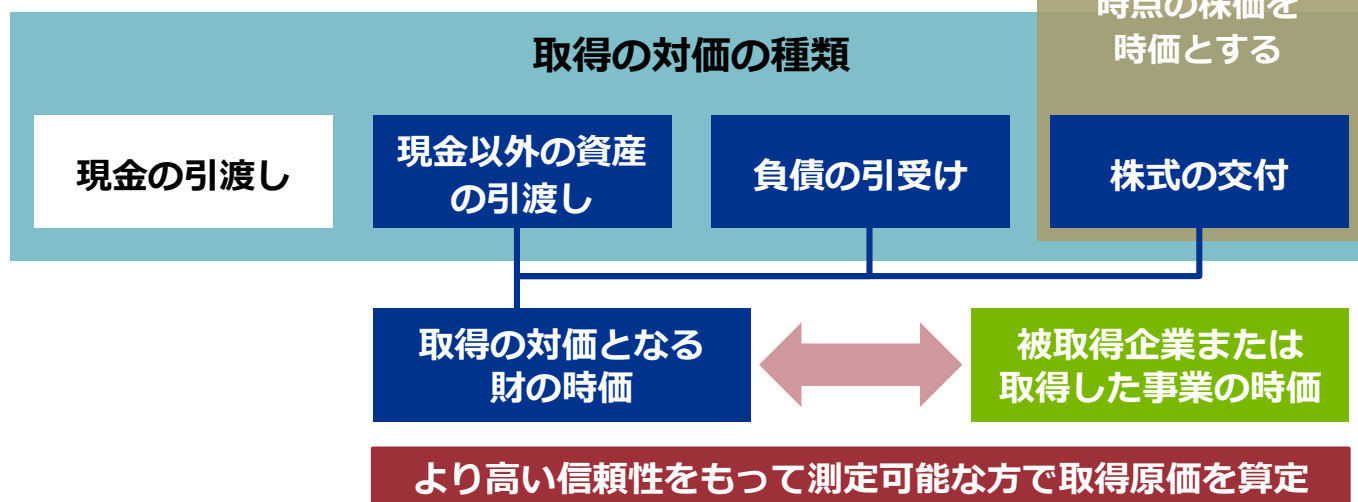 時点の株価を
時価とする
取得の対価の種類
現金の引渡し
現金以外の資産
の引渡し
負債の引受け
株式の交付
取得の対価となる
財の時価
被取得企業または
取得した事業の時価
より高い信頼性をもって測定可能な方で取得原価を算定